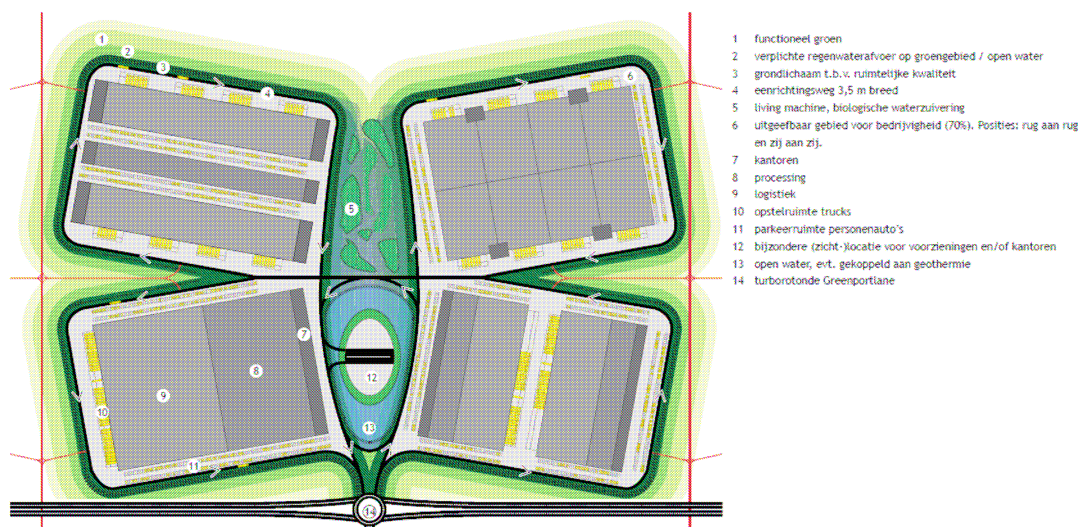 1 functioneel groen
2 verplichte regenwaterafvoer op groengebied / open water
3 grondlichaam t.b.v. ruimtelijke kwaliteit
4 eenrichtingsweg 3,5 m breed
5 living machine, biologische waterzuivering
6 uitgeefbaar gebied voor bedrijvigheid (70%). Posities: rug aan rug
en zij aan zij.
7 kantoren
8 processing
9 logistiek
10 opstelruimte trucks
11 parkeerruimte personenauto's
12 bijzondere (zicht-)locatie voor voorzieningen en/of kantoren
13 open water, evt. gekoppeld aan geothermie
14 turborotonde Greenportlane
1
2
3
4
6
5
7
8
12
9
10
13
11
14